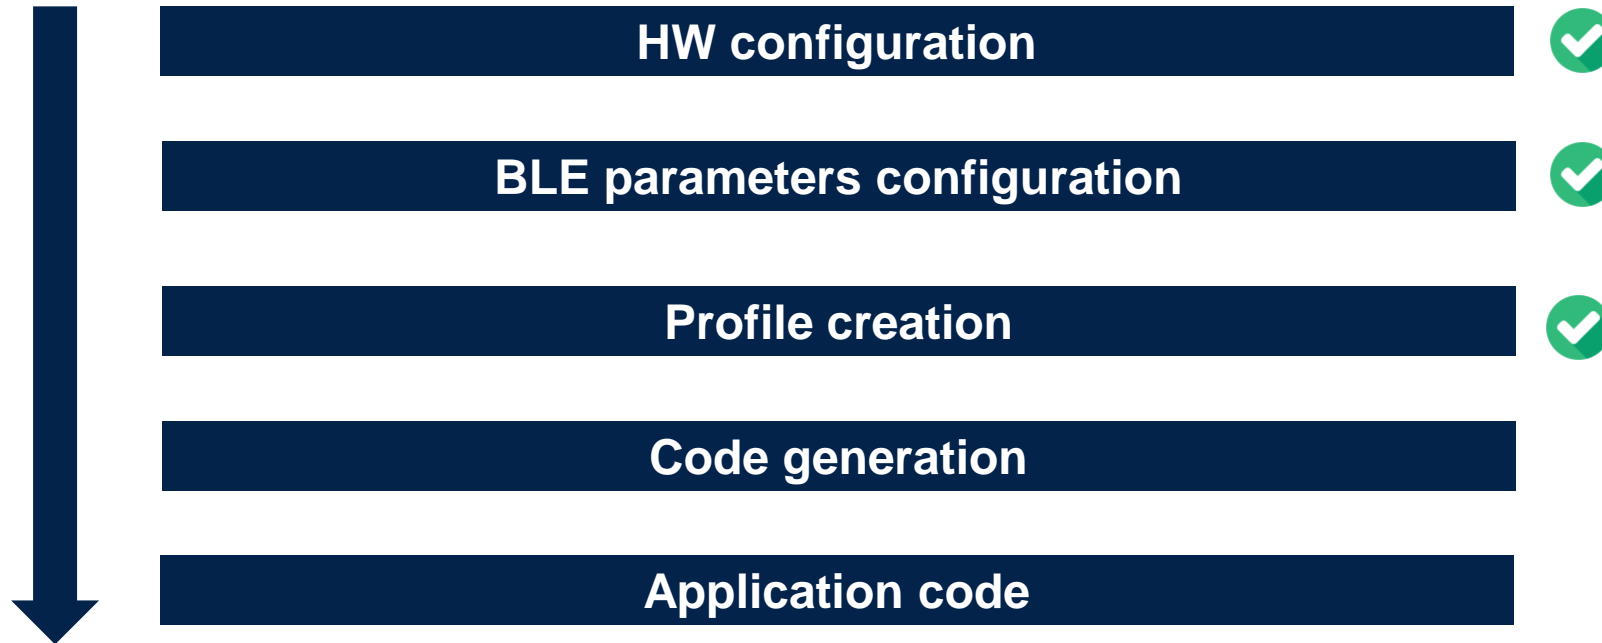 HW configuration
BLE parameters configuration
Profile creation
Code generation
Application code